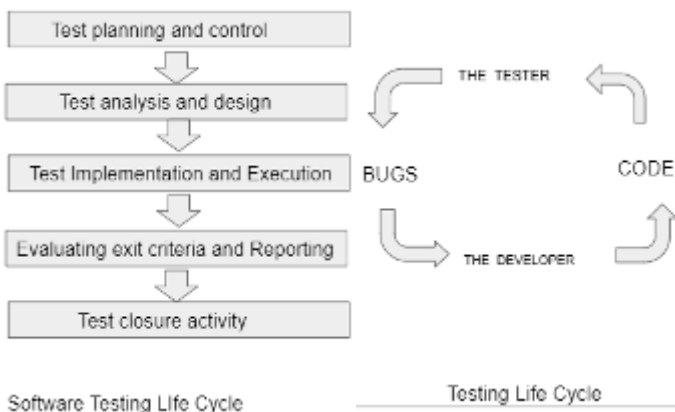 Test planning and control
Test analysis and design
Test Implementation and Execution
Evaluating exit criteria and Reporting
Test closure activity
Software Testing LIfe Cycle
THE TESTER
BUGS
CODE
THE DEVELOPER
Testing Life Cycle